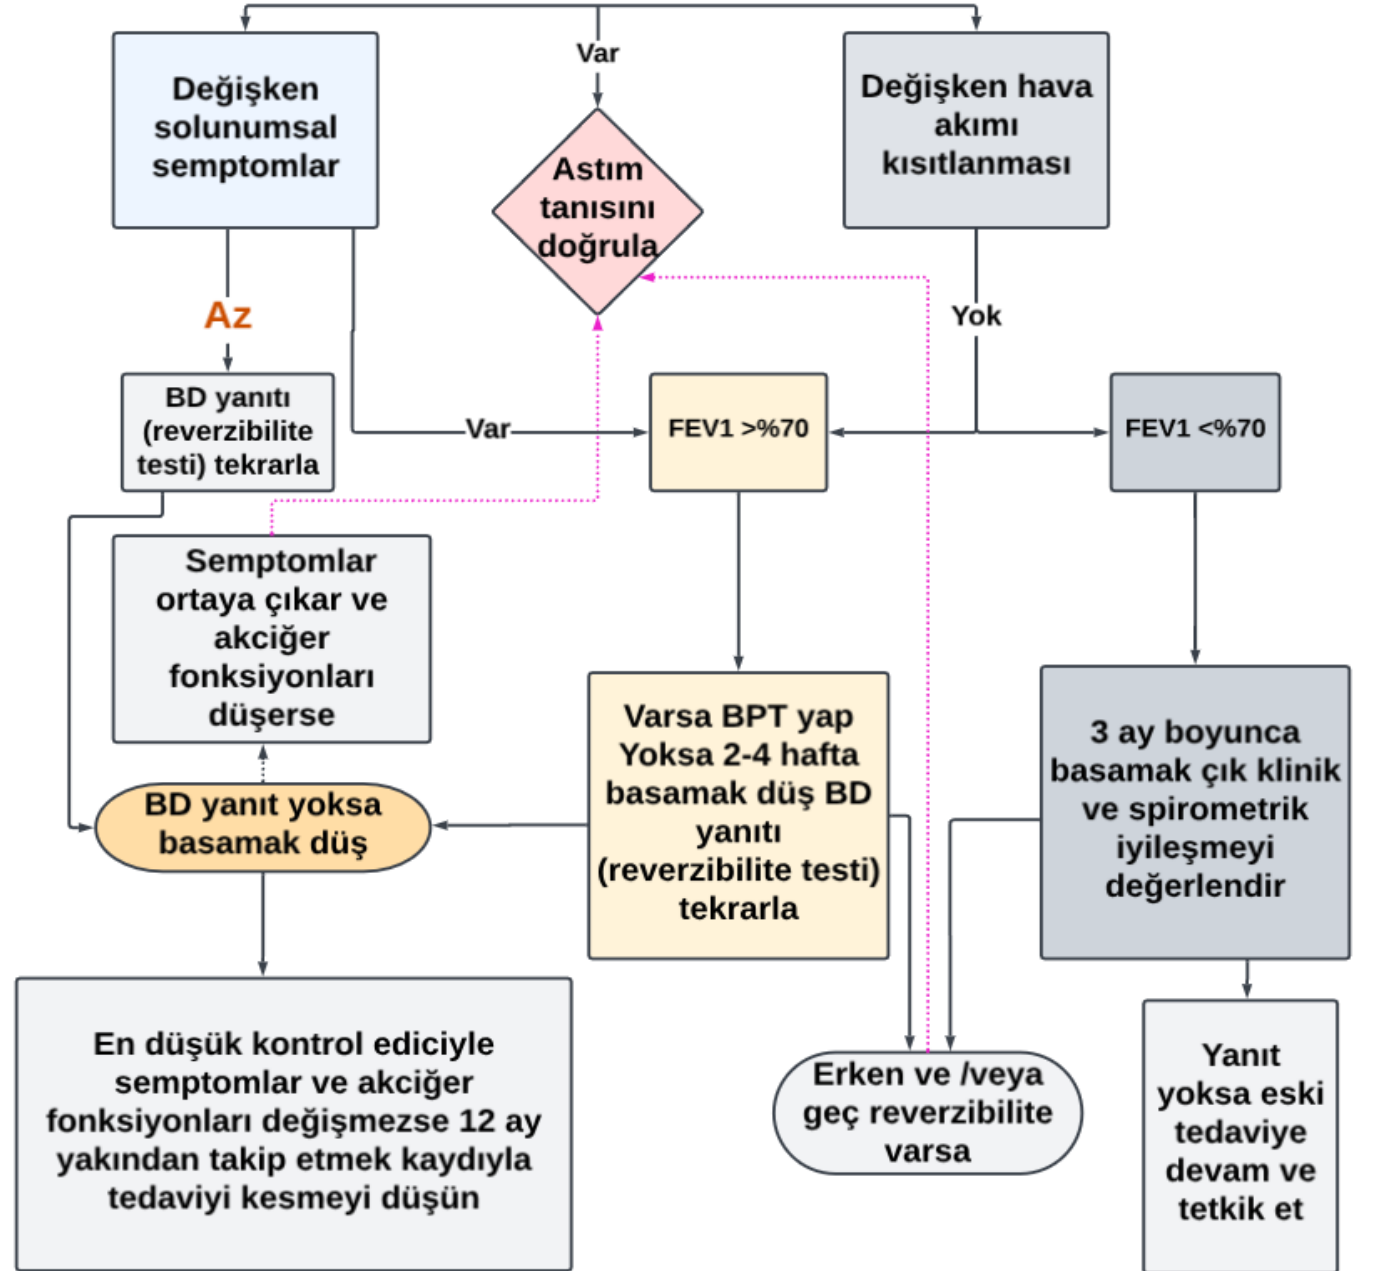 Var
Değişken
solunumsal
semptomlar
Astım
tanısını
doğrula
Değişken hava
akımı
kısıtlanması
Az
Yok
BD yanıtı
(reverzibilite
testi) tekrarla
Var
FEV1 >%70
FEV1 <%70
Semptomlar
ortaya çıkar ve
akciğer
fonksiyonları
düşerse
Varsa BPT yap
Yoksa 2-4 hafta
basamak düş BD
yanıtı
(reverzibilite testi)
tekrarla
3 ay boyunca
basamak çık klinik
ve spirometrik
iyileşmeyi
değerlendir
BD yanıt yoksa
basamak düş
En düşük kontrol ediciyle
semptomlar ve akciğer
fonksiyonları değişmezse 12 ay
yakından takip etmek kaydıyla
tedaviyi kesmeyi düşün
Erken ve /veya
geç reverzibilite
varsa
Yanıt
yoksa eski
tedaviye
devam ve
tetkik et